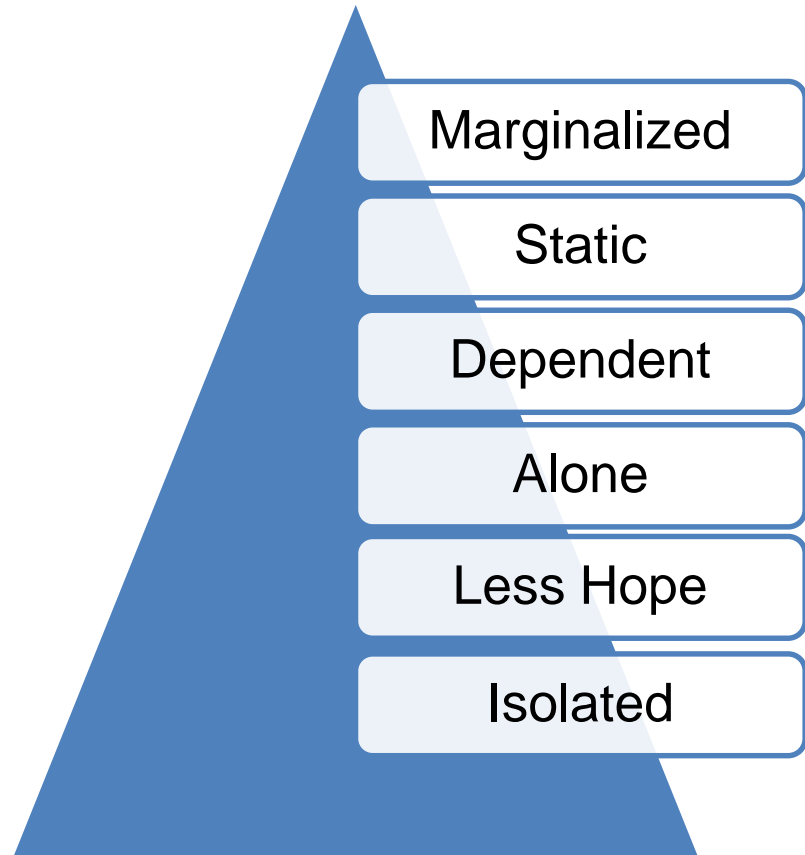 Marginalized
Static
Dependent
Alone
Less Hope
Isolated